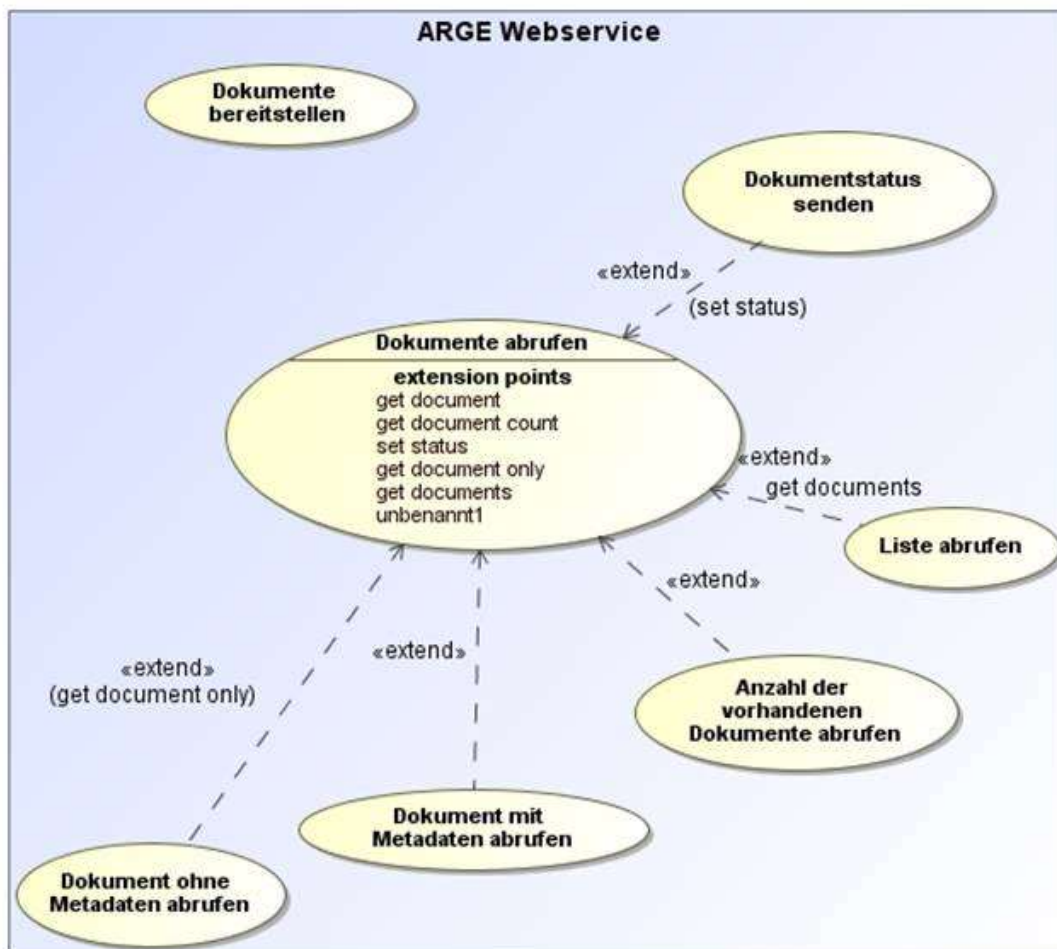 ARGE Webservice
Dokumente
bereitstellen
Dokumentstatus
senden
«extend»
(set status)
Dokumente abrufen
extension points
get document
get document count
set status
get document only
get documents
unbenannt1
«extend»
get documents
Liste abrufen
«extend»
«extend»
«extend»
(get document only)
Anzahl der
vorhandenen
Dokumente abrufen
Dokument mit
Metadaten abrufen
Dokument ohne
Metadaten abrufen